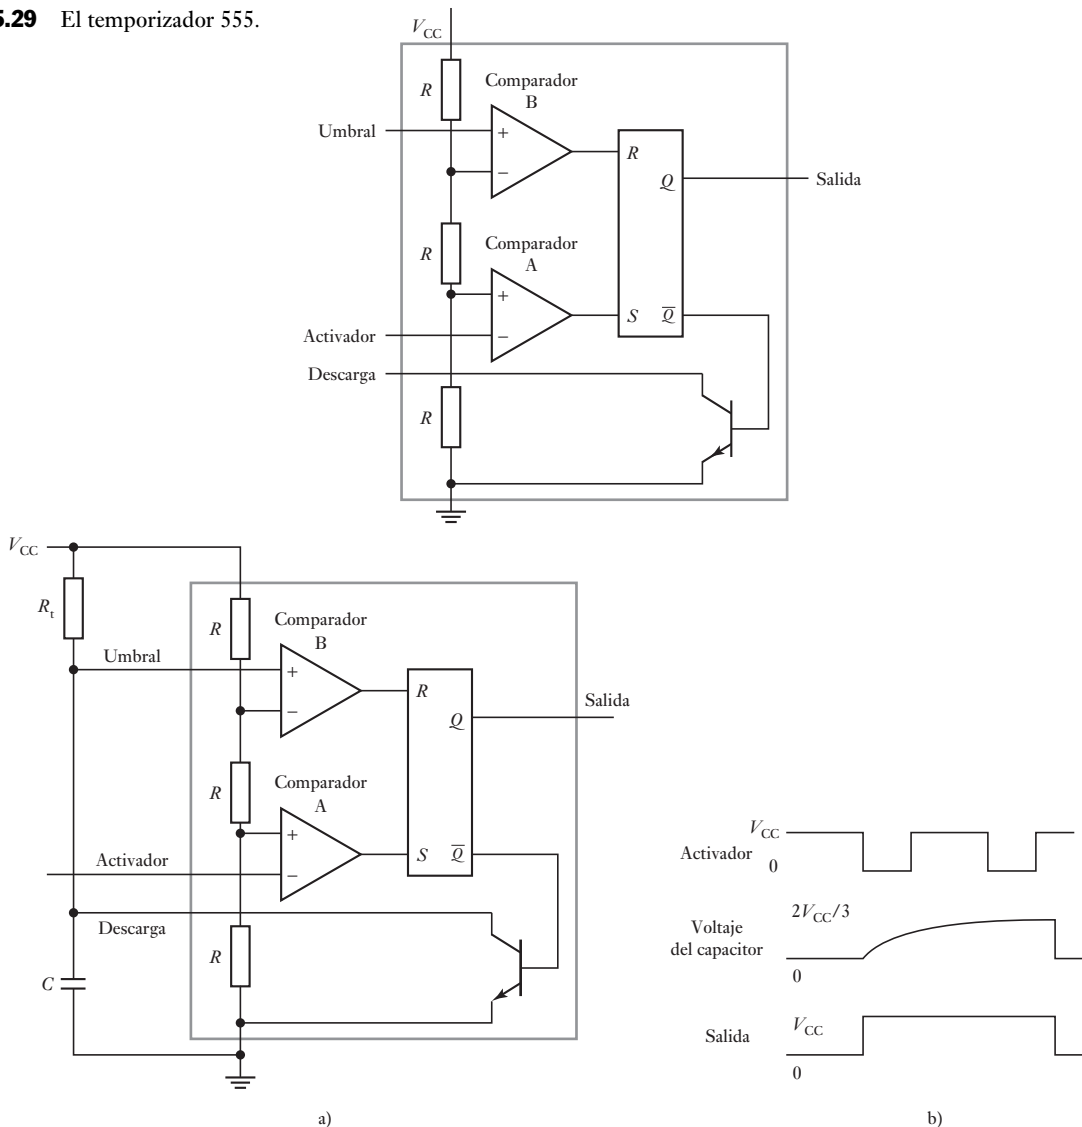 5.29 El temporizador 555.
V_CC
R
Comparador
B
Umbral
+
−
R
Q
Salida
R
Comparador
A
+
−
S
Q̅
Activador
Descarga
R
V_CC
R_t
R
Comparador
B
Umbral
+
−
R
Q
Salida
R
Comparador
A
+
−
S
Q̅
Activador
Descarga
R
C
a)
V_CC
Activador
0
2V_CC/3
Voltaje
del capacitor
0
Salida
V_CC
0
b)